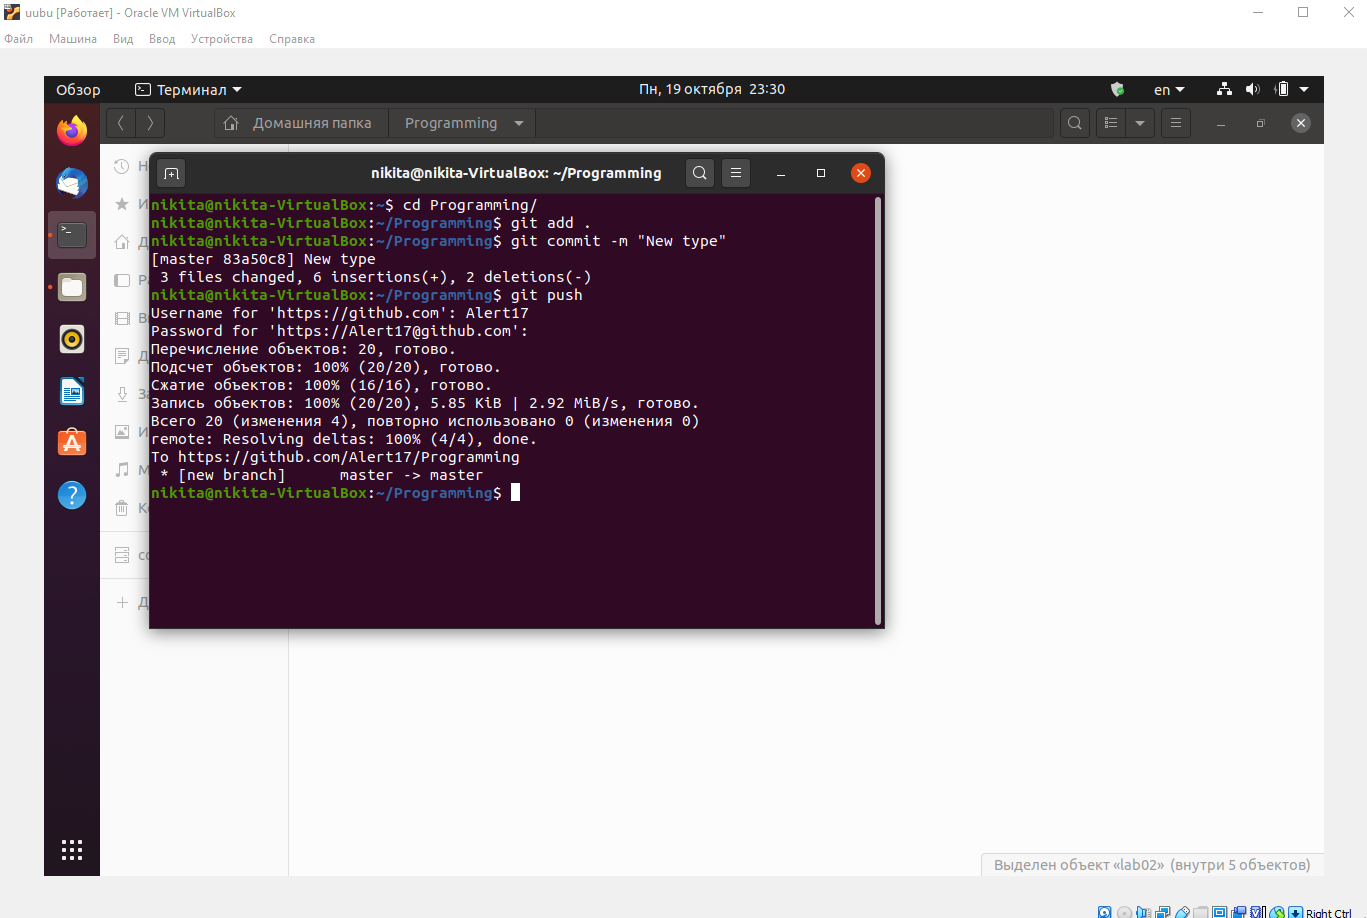 uubu [Работает] - Oracle VM VirtualBox
Файл Машина Вид Ввод Устройства Справка
Обзор Терминал Пн, 19 октября 23:30 en
Домашняя папка Programming
nikita@nikita-VirtualBox: ~/Programming
nikita@nikita-VirtualBox:~$ cd Programming/
nikita@nikita-VirtualBox:~/Programming$ git add .
nikita@nikita-VirtualBox:~/Programming$ git commit -m "New type"
[master 83a50c8] New type
3 files changed, 6 insertions(+), 2 deletions(-)
nikita@nikita-VirtualBox:~/Programming$ git push
Username for 'https://github.com': Alert17
Password for 'https://Alert17@github.com':
Перечисление объектов: 20, готово.
Подсчет объектов: 100% (20/20), готово.
Сжатие объектов: 100% (16/16), готово.
Запись объектов: 100% (20/20), 5.85 KiB | 2.92 MiB/s, готово.
Всего 20 (изменения 4), повторно использовано 0 (изменения 0)
remote: Resolving deltas: 100% (4/4), done.
To https://github.com/Alert17/Programming
* [new branch] master -> master
nikita@nikita-VirtualBox:~/Programming$
Выделен объект «lab02» (внутри 5 объектов)
Right Ctrl